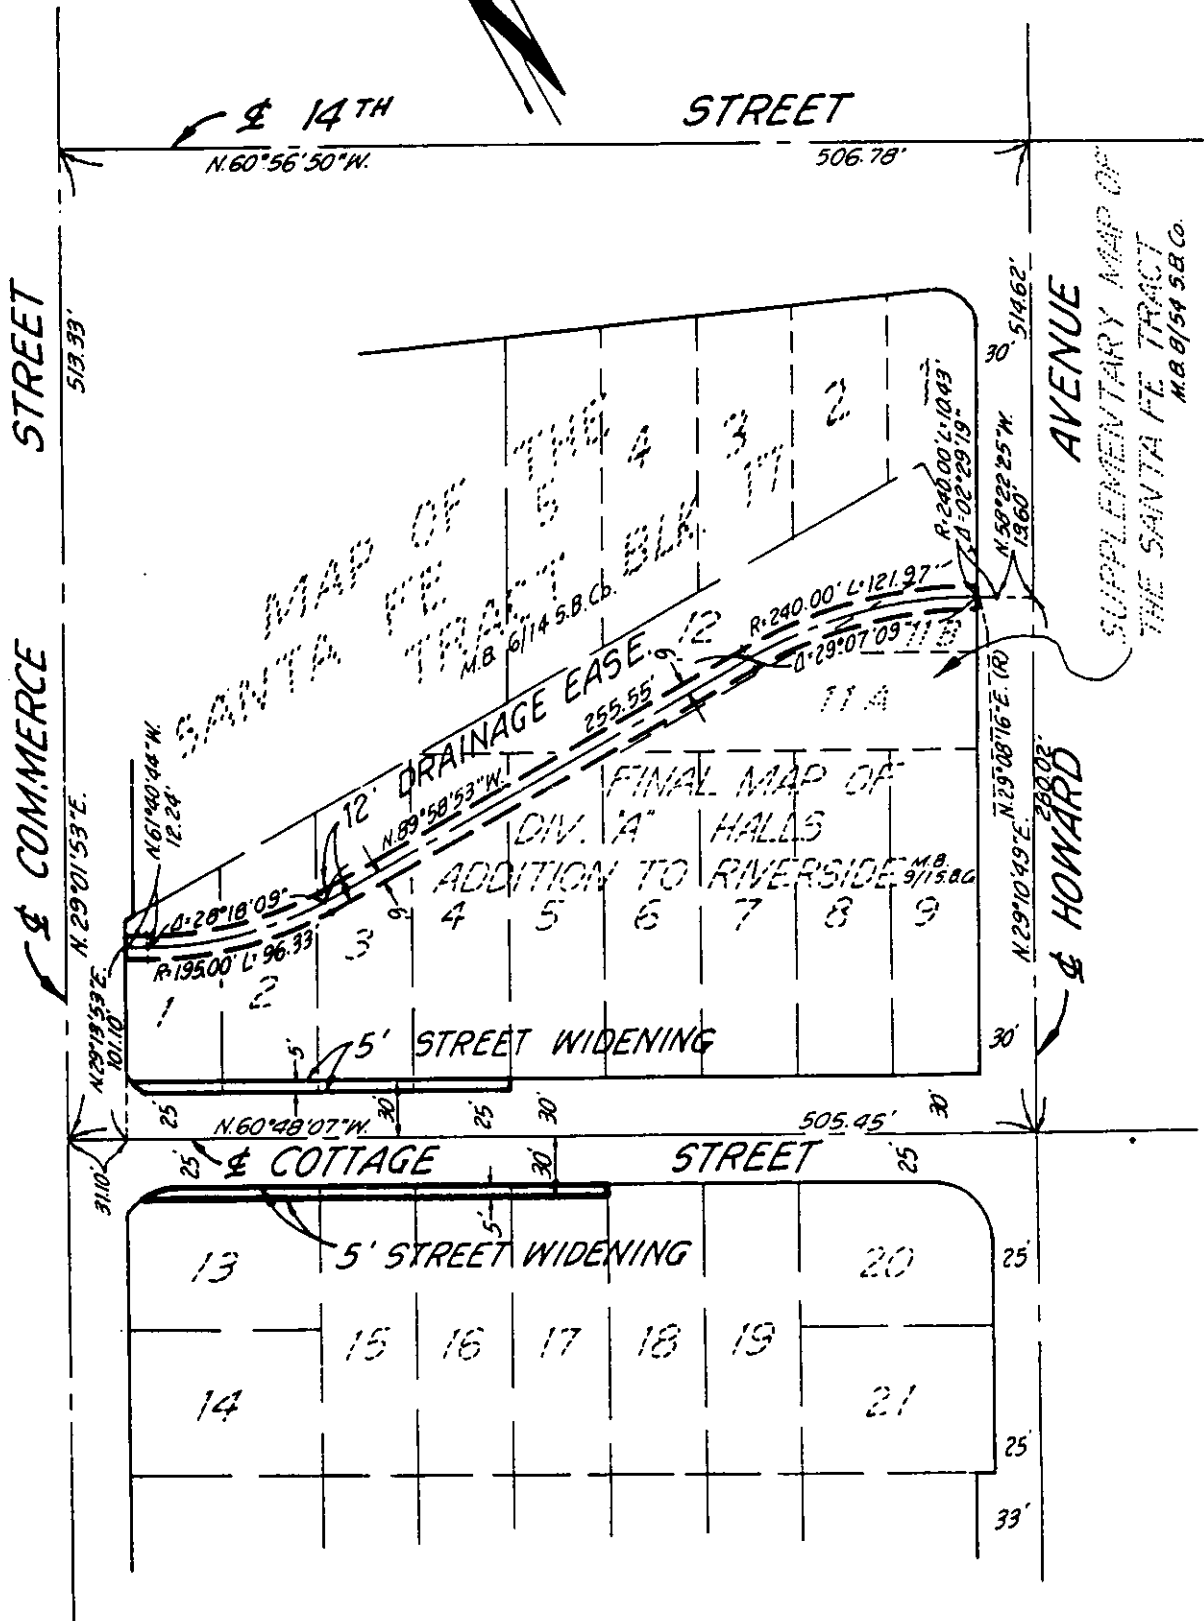 ℄ 14TH STREET
N.60°56'50"W. 506.78'
STREET
513.33'
℄ COMMERCE
N.29°01'53"E.
N.61°40'44"W.
12.24'
N.29°13'53"E.
101.10'
31.10'
MAP OF THE
SANTA FE
TRACT
M.B. 6/14 S.B.Co.
BLK. 17
5
4
3
2
12
12' DRAINAGE EASE.
255.55'
N.89°58'53"W.
9'
9'
Δ=28°18'09"
R=195.00' L=96.33'
R=240.00' L=121.97'
Δ=29°07'09"
R=240.00' L=10.43'
Δ=02°29'19"
N.58°22'25"W.
19.60'
30'
514.62'
AVENUE
℄ HOWARD
SUPPLEMENTARY MAP OF
THE SANTA FE TRACT
M.B. 8/54 S.B.Co.
11B
11A
N.29°08'16"E. (R)
N.29°10'49"E.
280.02'
30'
FINAL MAP OF
DIV. "A" HALLS
ADDITION TO RIVERSIDE
M.B.
1
2
3
4
5
6
7
8
9
5' STREET WIDENING
5'
25'
30'
25'
30'
30'
N.60°48'07"W. 505.45'
25'
℄ COTTAGE STREET
30'
25'
5'
5' STREET WIDENING
13
14
15
16
17
18
19
20
21
25'
25'
33'